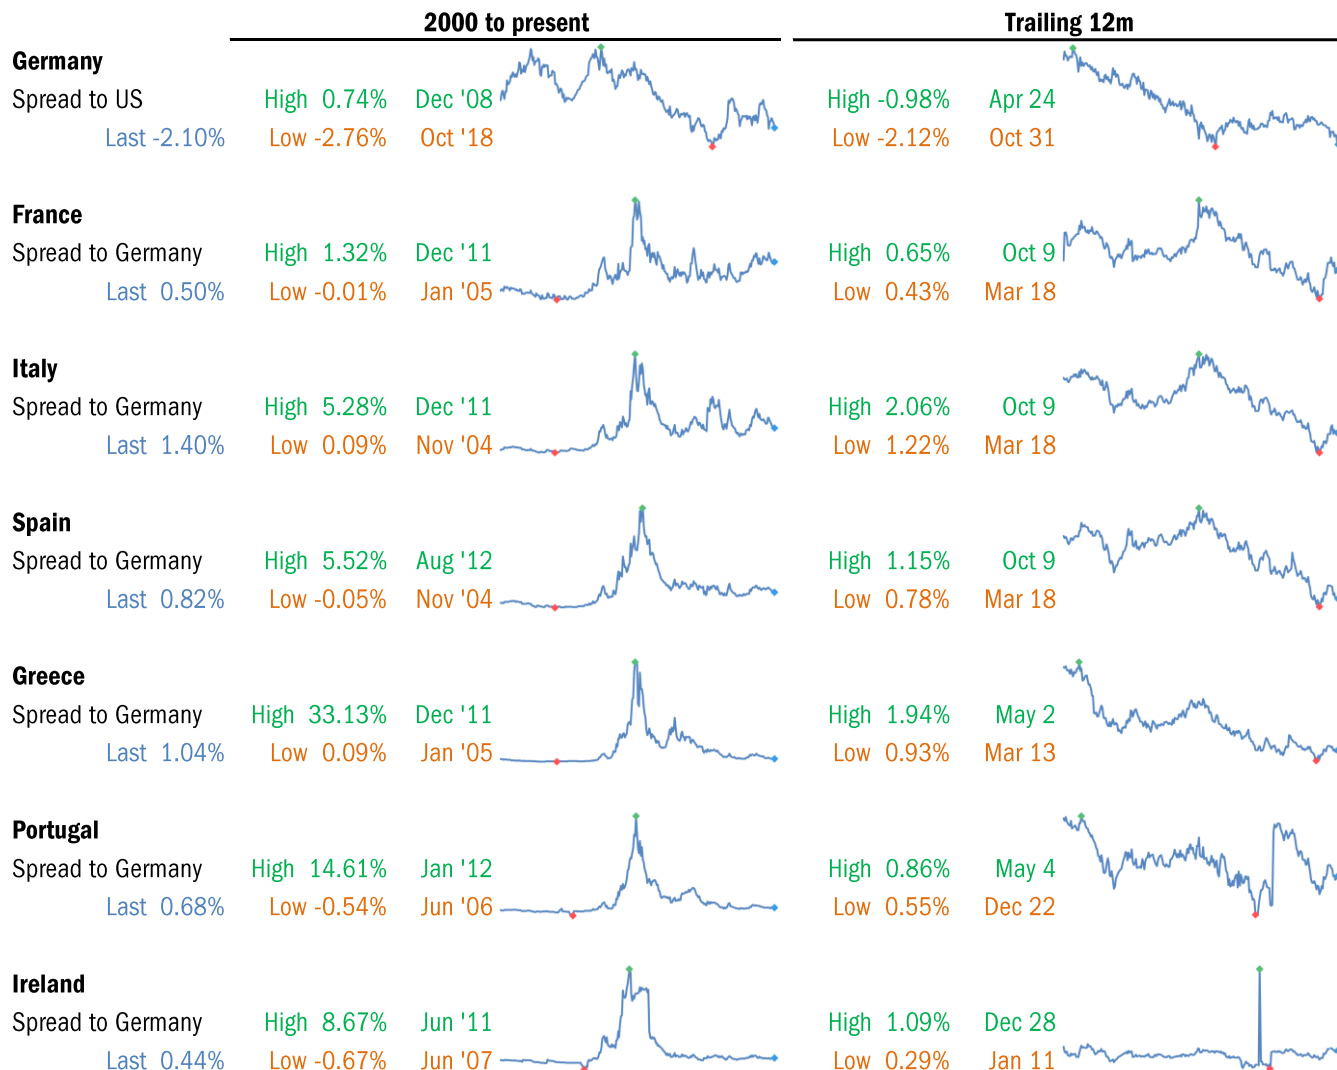 2000 to present Trailing 12m
Germany
Spread to US High 0.74% Dec '08 High -0.98% Apr 24
Last -2.10% Low -2.76% Oct '18 Low -2.12% Oct 31
France
Spread to Germany High 1.32% Dec '11 High 0.65% Oct 9
Last 0.50% Low -0.01% Jan '05 Low 0.43% Mar 18
Italy
Spread to Germany High 5.28% Dec '11 High 2.06% Oct 9
Last 1.40% Low 0.09% Nov '04 Low 1.22% Mar 18
Spain
Spread to Germany High 5.52% Aug '12 High 1.15% Oct 9
Last 0.82% Low -0.05% Nov '04 Low 0.78% Mar 18
Greece
Spread to Germany High 33.13% Dec '11 High 1.94% May 2
Last 1.04% Low 0.09% Jan '05 Low 0.93% Mar 13
Portugal
Spread to Germany High 14.61% Jan '12 High 0.86% May 4
Last 0.68% Low -0.54% Jun '06 Low 0.55% Dec 22
Ireland
Spread to Germany High 8.67% Jun '11 High 1.09% Dec 28
Last 0.44% Low -0.67% Jun '07 Low 0.29% Jan 11